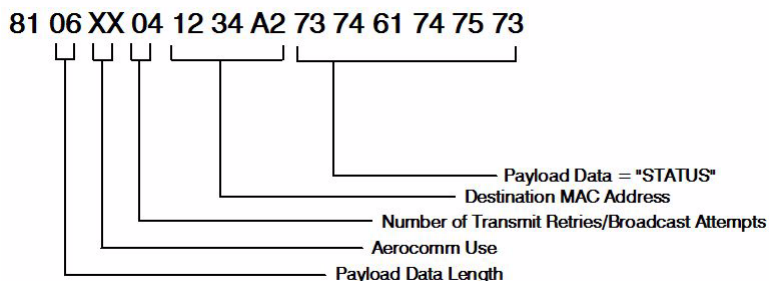 81 06 XX 04 12 34 A2 73 74 61 74 75 73
Payload Data = "STATUS"
Destination MAC Address
Number of Transmit Retries/Broadcast Attempts
Aerocomm Use
Payload Data Length